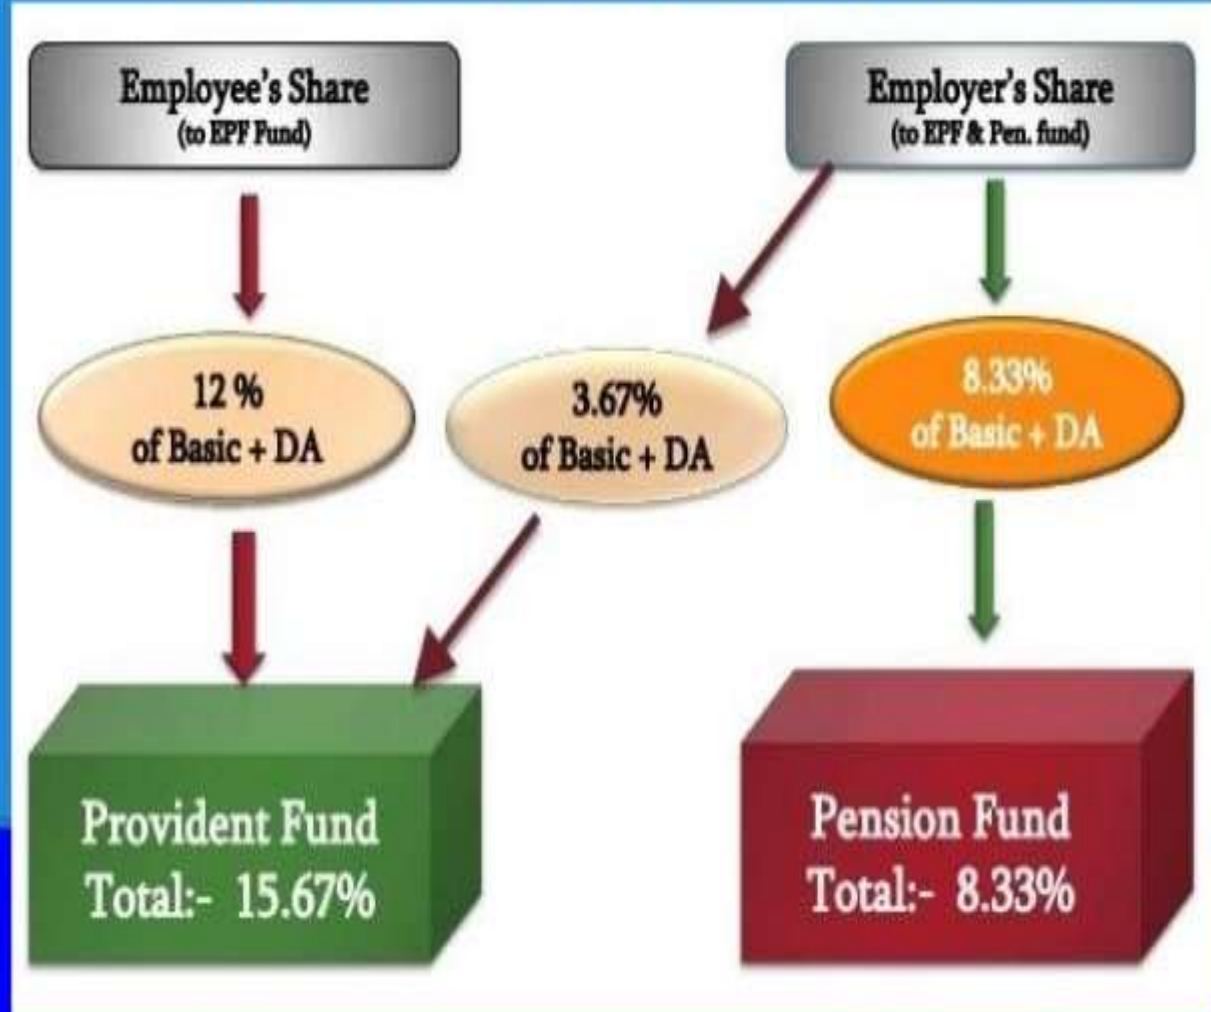 Employee's Share
(to EPF Fund)
Employer's Share
(to EPF & Pen. fund)
12 %
of Basic + DA
3.67%
of Basic + DA
8.33%
of Basic + DA
Provident Fund
Total:- 15.67%
Pension Fund
Total:- 8.33%